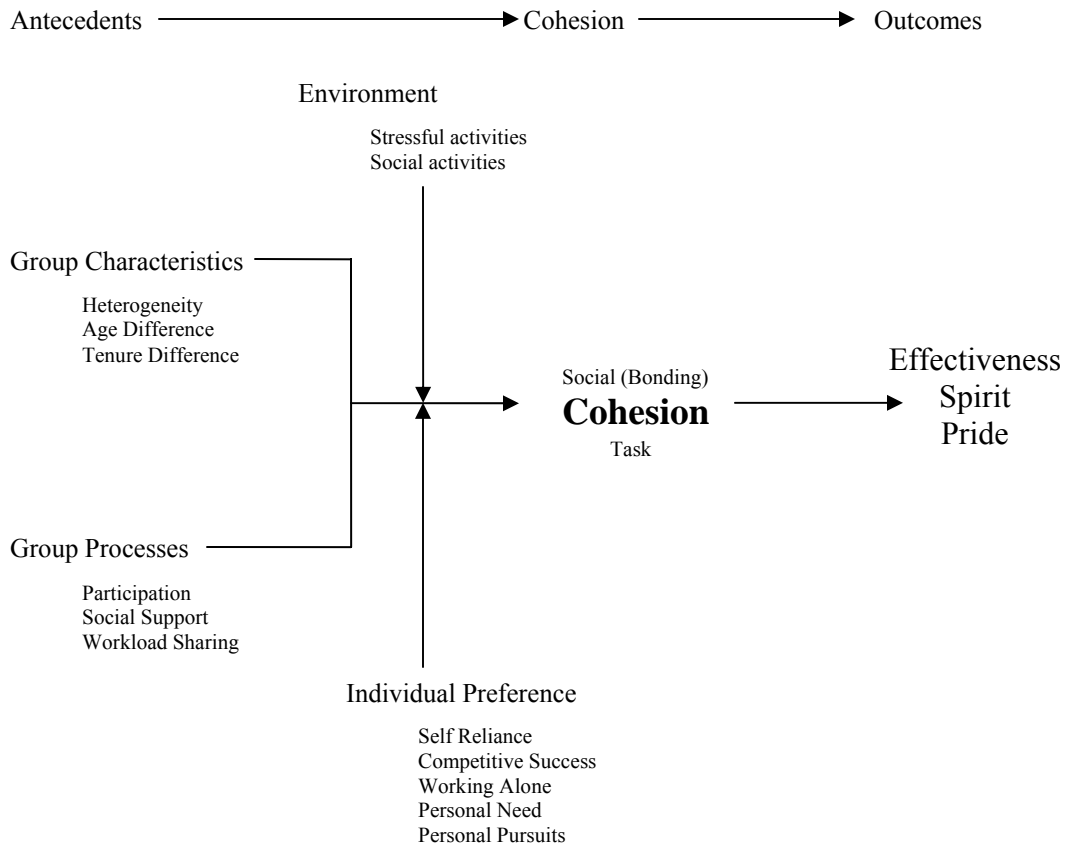 Antecedents Cohesion Outcomes
Environment
Stressful activities
Social activities
Group Characteristics
Heterogeneity
Age Difference
Tenure Difference
Social (Bonding)
Cohesion
Task
Effectiveness
Spirit
Pride
Group Processes
Participation
Social Support
Workload Sharing
Individual Preference
Self Reliance
Competitive Success
Working Alone
Personal Need
Personal Pursuits